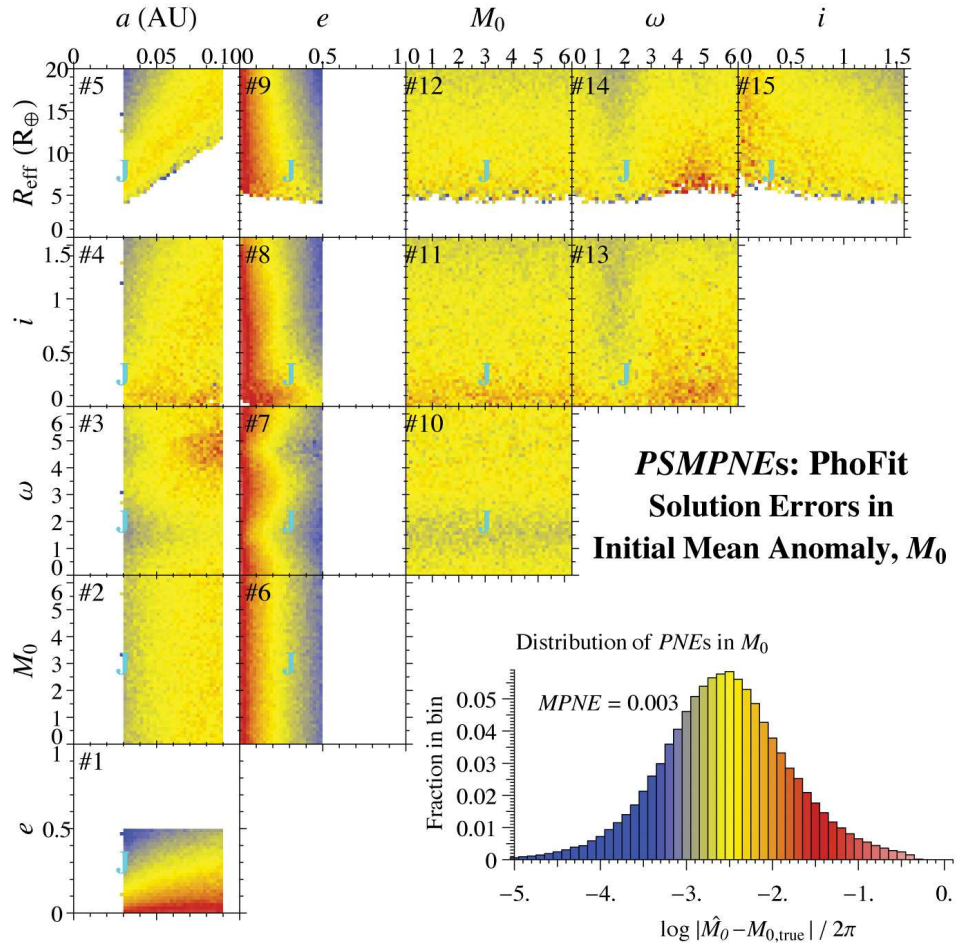 a (AU) e M₀ ω i
0 0.05 0.10 0.0 0.5 1.0 0 1 2 3 4 5 6 0 1 2 3 4 5 6 0.0 0.5 1 1.5
R_eff (R_⊕)
20
15
10
5
0
#5 #9 #12 #14 #15
J J J J J
i
1.5
1
0.5
0
#4 #8 #11 #13
J J J J
ω
6
5
4
3
2
1
0
#3 #7 #10
J J J
PSMPNEs: PhoFit
Solution Errors in
Initial Mean Anomaly, M₀
M₀
6
5
4
3
2
1
0
#2 #6
J J
e
1
0.5
0
#1
J
Distribution of PNEs in M₀
MPNE = 0.003
Fraction in bin
0.05
0.04
0.03
0.02
0.01
0
-5. -4. -3. -2. -1. 0.
log |M̂₀−M₀,true| / 2π